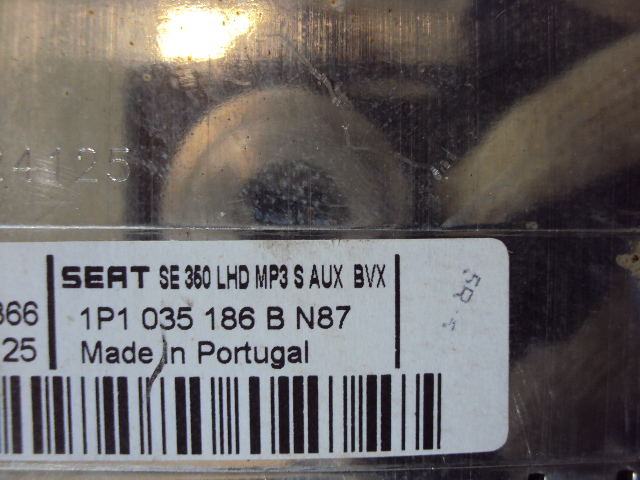 4125
SEAT SE 350 LHD MP3 S AUX BVX
366 1P1 035 186 B N87
25 Made in Portugal